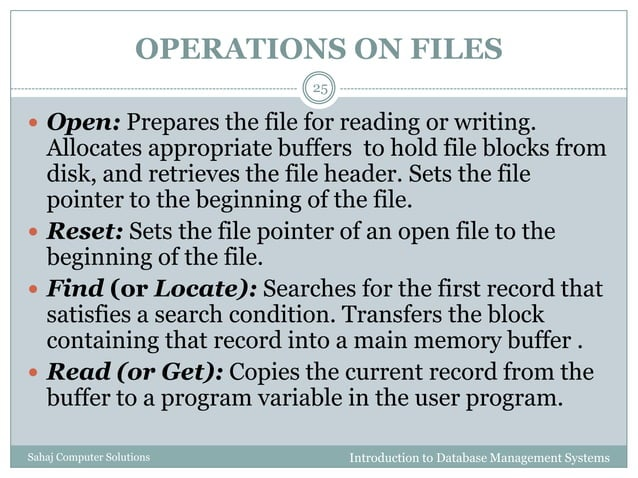 OPERATIONS ON FILES
25
• Open: Prepares the file for reading or writing.
Allocates appropriate buffers to hold file blocks from
disk, and retrieves the file header. Sets the file
pointer to the beginning of the file.
• Reset: Sets the file pointer of an open file to the
beginning of the file.
• Find (or Locate): Searches for the first record that
satisfies a search condition. Transfers the block
containing that record into a main memory buffer .
• Read (or Get): Copies the current record from the
buffer to a program variable in the user program.
Sahaj Computer Solutions
Introduction to Database Management Systems